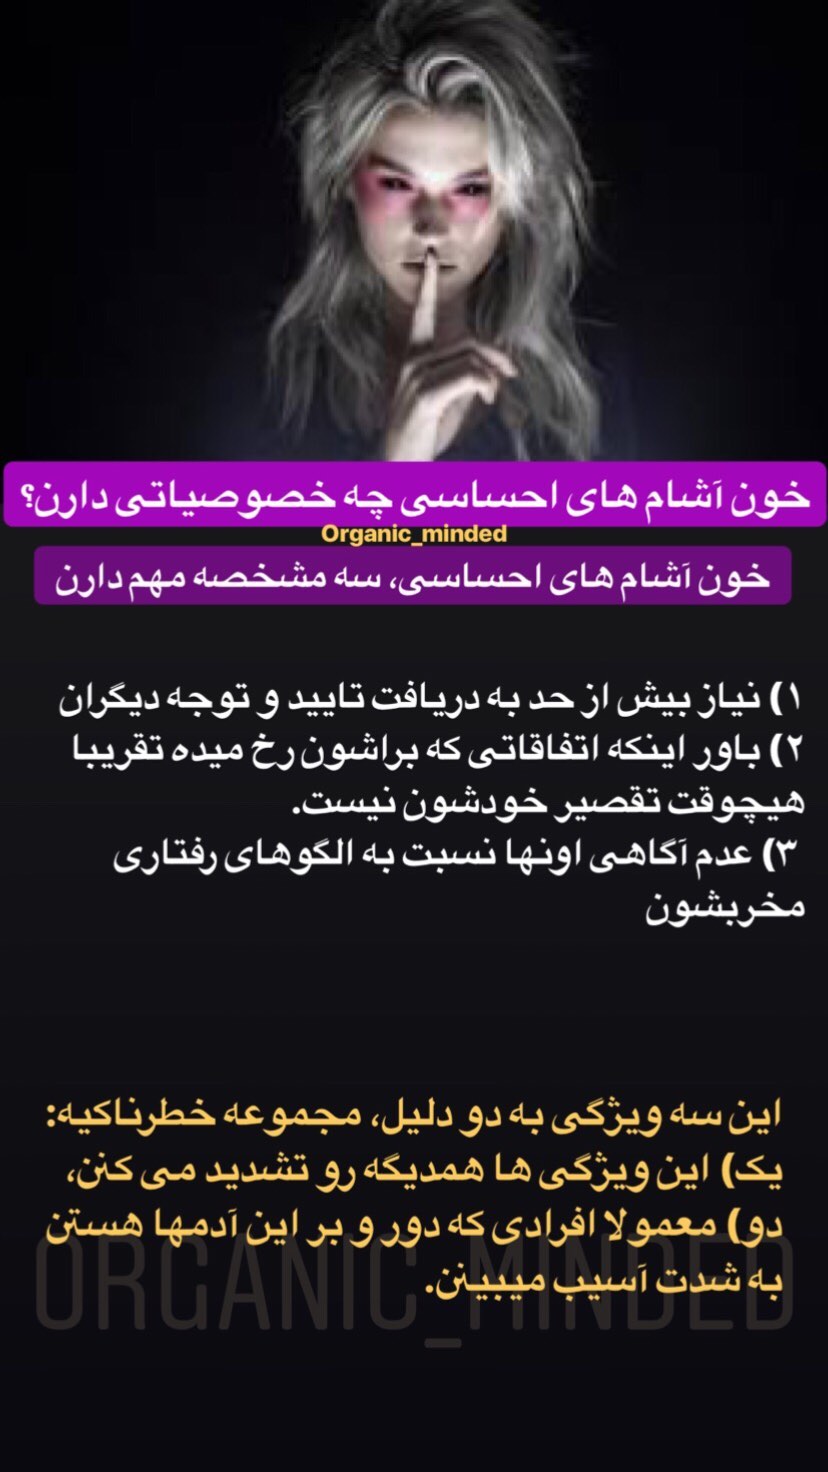 خون آشام های احساسی چه خصوصیاتی دارن؟
Organic_minded
خون آشام های احساسی، سه مشخصه مهم دارن
۱) نیاز بیش از حد به دریافت تایید و توجه دیگران
۲) باور اینکه اتفاقاتی که براشون رخ میده تقریبا
هیچوقت تقصیر خودشون نیست.
۳) عدم آگاهی اونها نسبت به الگوهای رفتاری
مخربشون
این سه ویژگی به دو دلیل، مجموعه خطرناکیه:
یک) این ویژگی ها همدیگه رو تشدید می کنن،
دو) معمولا افرادی که دور و بر این آدمها هستن
به شدت آسیب میبینن.
ORGANIC_MINDED